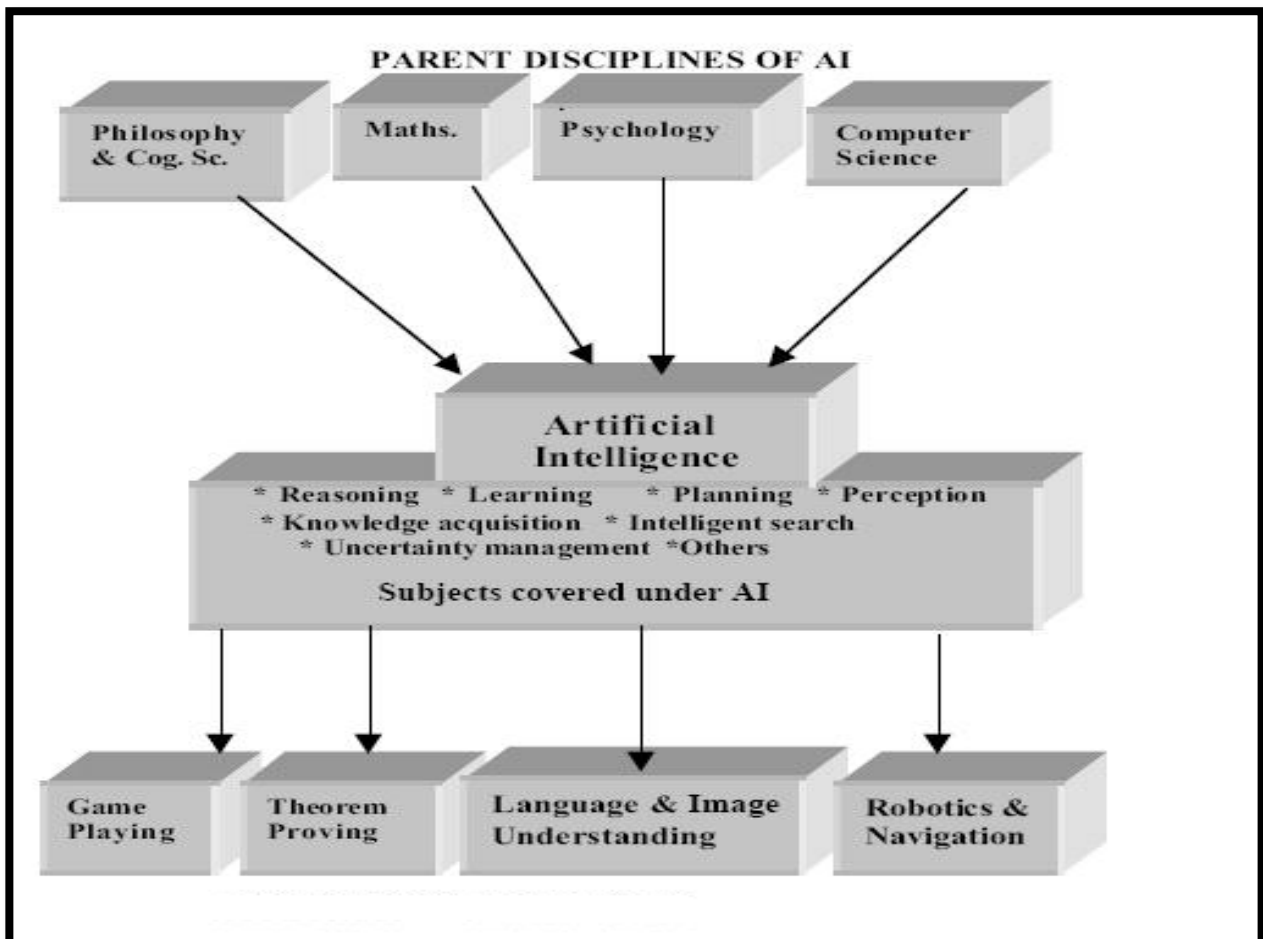 PARENT DISCIPLINES OF AI
Philosophy
& Cog. Sc.
Maths.
Psychology
Computer
Science
Artificial
Intelligence
* Reasoning * Learning * Planning * Perception
* Knowledge acquisition * Intelligent search
* Uncertainty management *Others
Subjects covered under AI
Game
Playing
Theorem
Proving
Language & Image
Understanding
Robotics &
Navigation